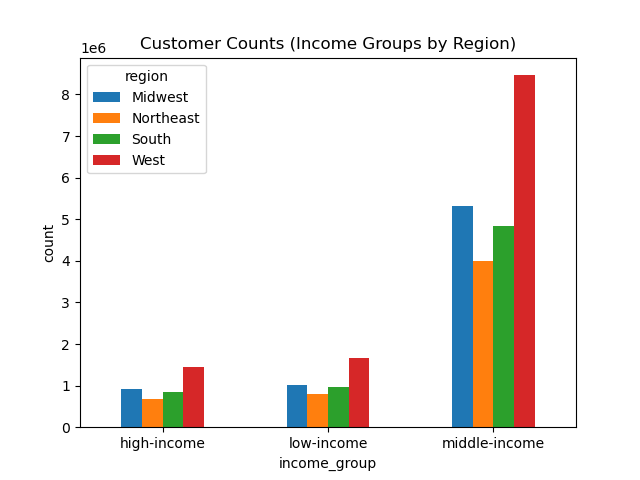 Customer Counts (Income Groups by Region)
1e6
region
Midwest
Northeast
South
West
8
7
6
5
4
3
2
1
0
count
high-income
low-income
middle-income
income_group